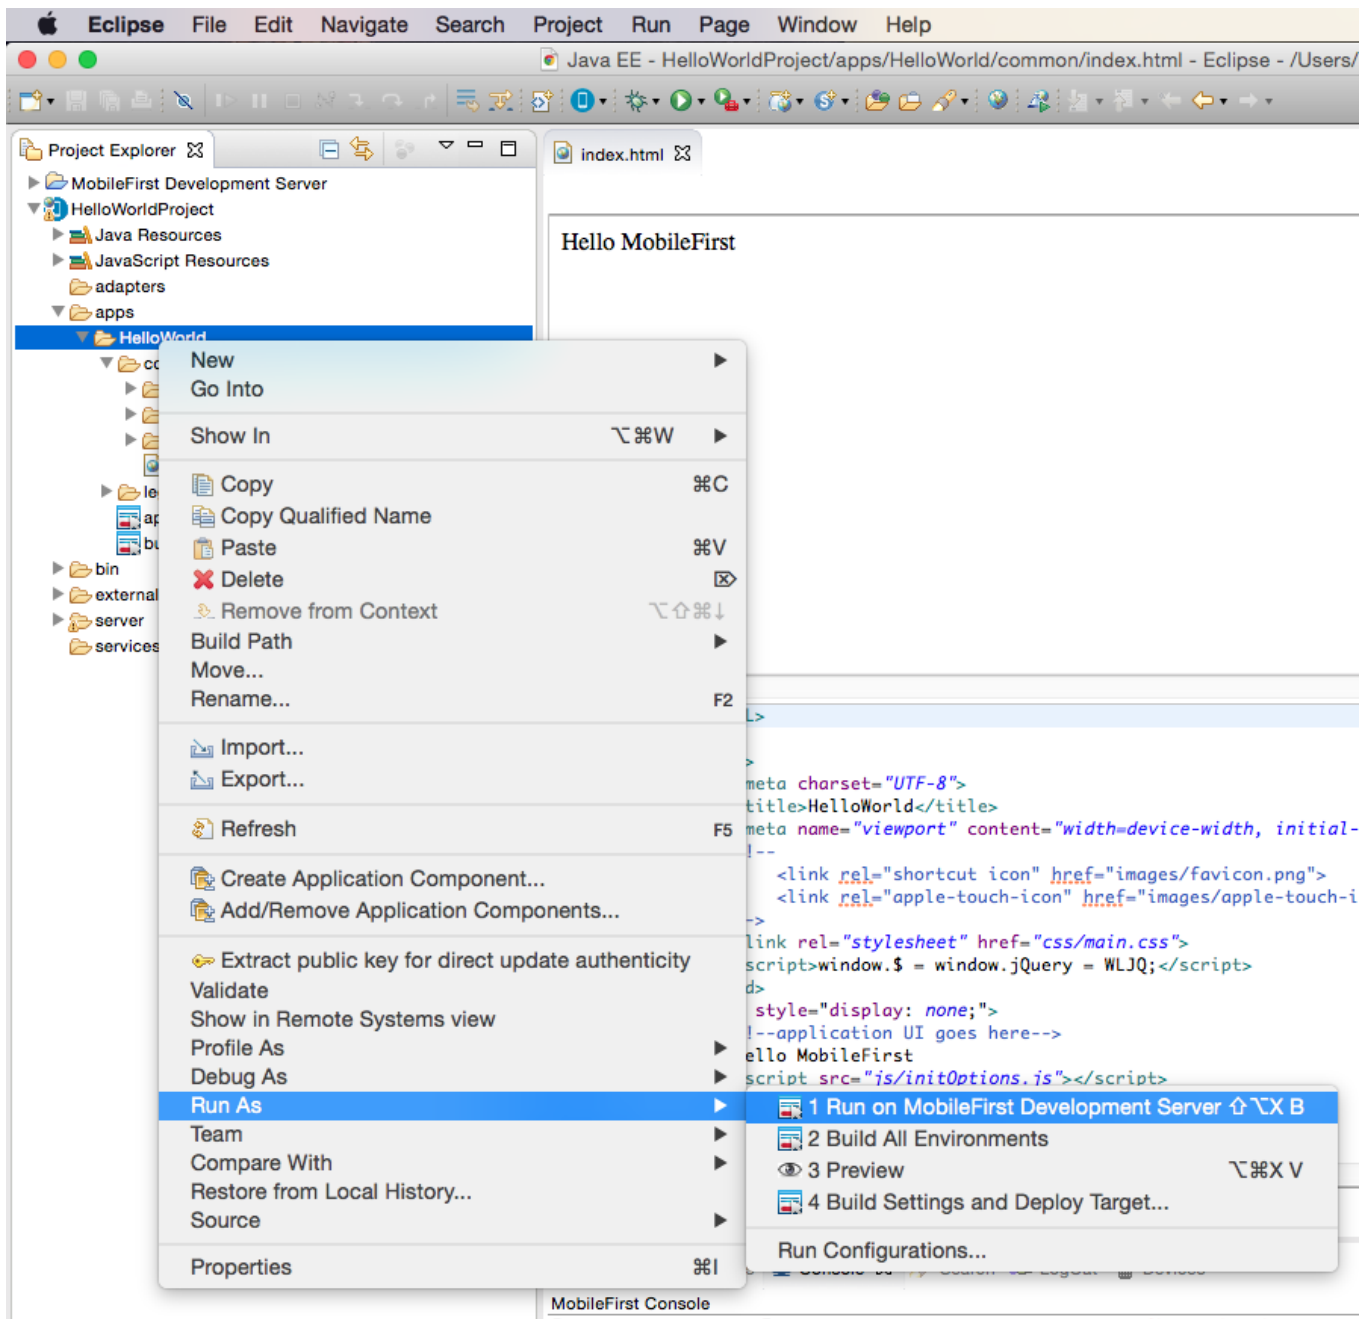 Eclipse File Edit Navigate Search Project Run Page Window Help
Java EE - HelloWorldProject/apps/HelloWorld/common/index.html - Eclipse - /Users/
Project Explorer
MobileFirst Development Server
HelloWorldProject
Java Resources
JavaScript Resources
adapters
apps
HelloWorld
co
le
ap
bu
bin
external
server
services
index.html
Hello MobileFirst
New
Go Into
Show In ⌥⌘W
Copy ⌘C
Copy Qualified Name
Paste ⌘V
Delete ⌦
Remove from Context ⌥⇧⌘↓
Build Path
Move...
Rename... F2
Import...
Export...
Refresh F5
Create Application Component...
Add/Remove Application Components...
Extract public key for direct update authenticity
Validate
Show in Remote Systems view
Profile As
Debug As
Run As
Team
Compare With
Restore from Local History...
Source
Properties ⌘I
L>
>
meta charset="UTF-8">
title>HelloWorld</title>
meta name="viewport" content="width=device-width, initial-
!--
<link rel="shortcut icon" href="images/favicon.png">
<link rel="apple-touch-icon" href="images/apple-touch-i
->
link rel="stylesheet" href="css/main.css">
script>window.$ = window.jQuery = WLJQ;</script>
d>
style="display: none;">
!--application UI goes here-->
ello MobileFirst
script src="js/initOptions.js"></script>
1 Run on MobileFirst Development Server ⇧⌥X B
2 Build All Environments
3 Preview ⌥⌘X V
4 Build Settings and Deploy Target...
Run Configurations...
Console Search LogCat Devices
MobileFirst Console